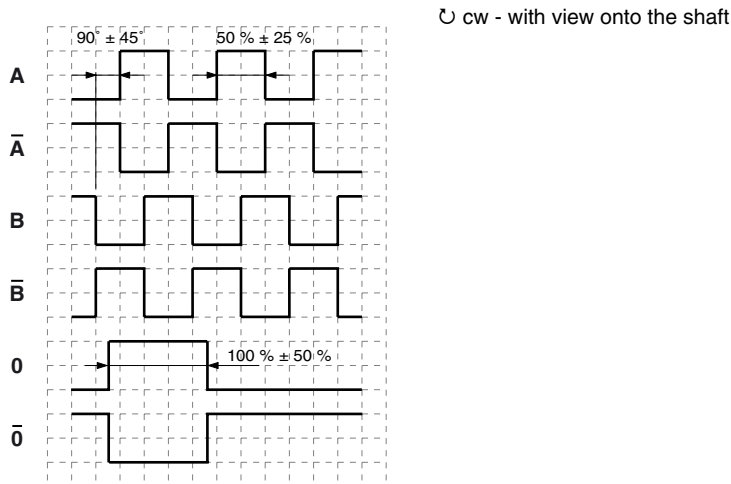 ↻ cw - with view onto the shaft
90° ± 45°
50 % ± 25 %
A
A̅
B
B̅
0
100 % ± 50 %
0̅